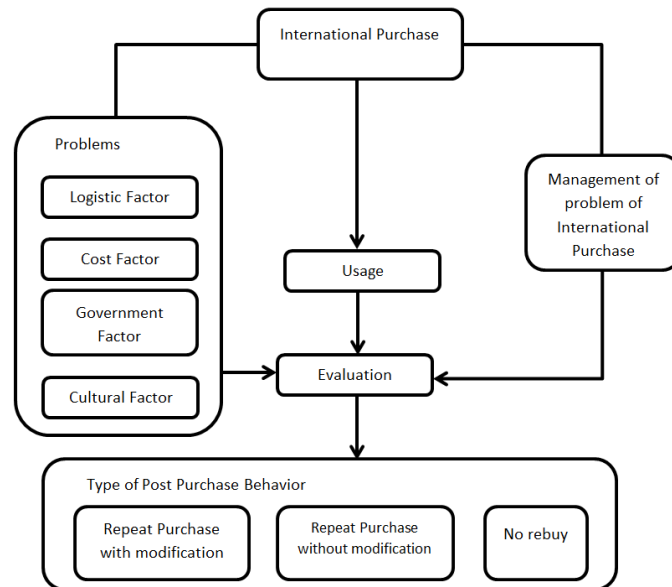 International Purchase
Problems
Logistic Factor
Cost Factor
Government
Factor
Cultural Factor
Management of
problem of
International
Purchase
Usage
Evaluation
Type of Post Purchase Behavior
Repeat Purchase
with modification
Repeat Purchase
without modification
No rebuy